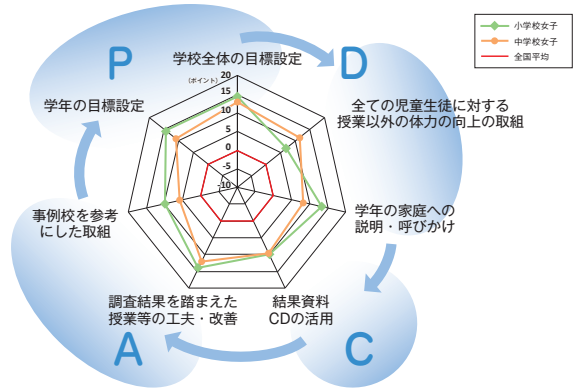 小学校女子
中学校女子
全国平均
P
D
学校全体の目標設定
(ポイント)
20
15
10
5
0
-5
-10
学年の目標設定
全ての児童生徒に対する
授業以外の体力の向上の取組
事例校を参考
にした取組
学年の家庭への
説明・呼びかけ
調査結果を踏まえた
授業等の工夫・改善
結果資料
CDの活用
A
C